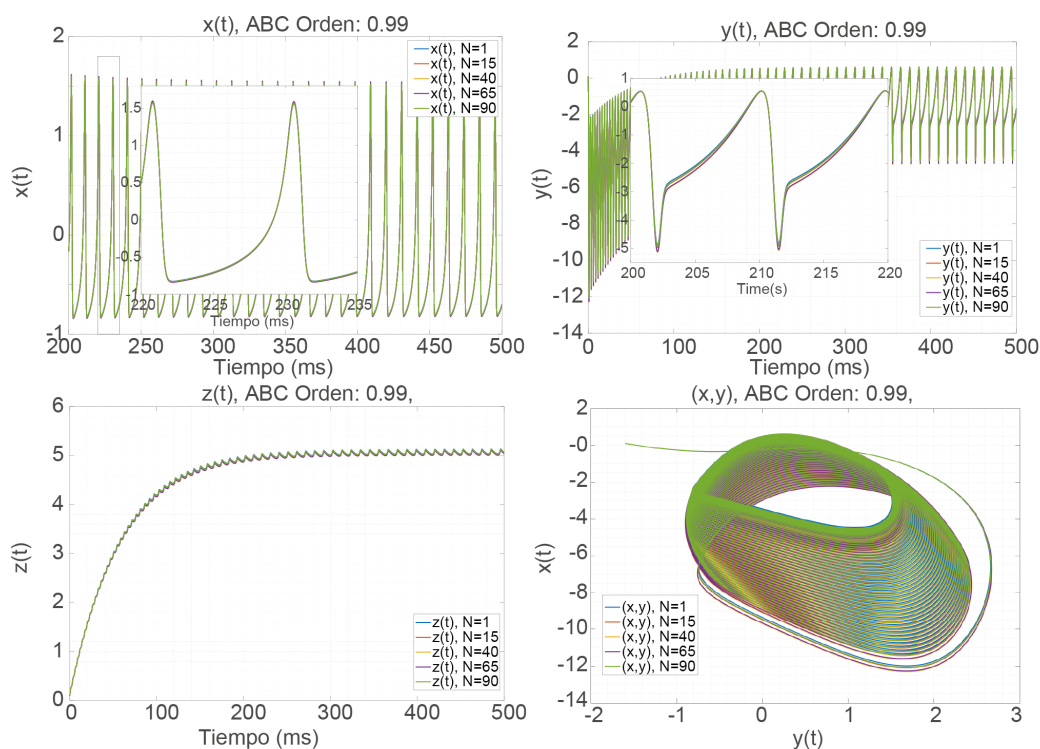 x(t), ABC Orden: 0.99
2
1
0
-1
x(t)
x(t), N=1
x(t), N=15
x(t), N=40
x(t), N=65
x(t), N=90
1.5
1
0.5
0
-0.5
-1
220
225
230
235
Tiempo (ms)
200
250
300
350
400
450
500
Tiempo (ms)
y(t), ABC Orden: 0.99
2
0
-2
-4
-6
-8
-10
-12
-14
y(t)
1
0
-1
-2
-3
-4
-5
200
205
210
215
220
Time(s)
y(t), N=1
y(t), N=15
y(t), N=40
y(t), N=65
y(t), N=90
0
100
200
300
400
500
Tiempo (ms)
z(t), ABC Orden: 0.99,
6
5
4
3
2
1
0
z(t)
z(t), N=1
z(t), N=15
z(t), N=40
z(t), N=65
z(t), N=90
0
100
200
300
400
500
Tiempo (ms)
(x,y), ABC Orden: 0.99,
2
-0
-2
-4
-6
-8
-10
-12
-14
x(t)
(x,y), N=1
(x,y), N=15
(x,y), N=40
(x,y), N=65
(x,y), N=90
-2
-1
0
1
2
3
y(t)